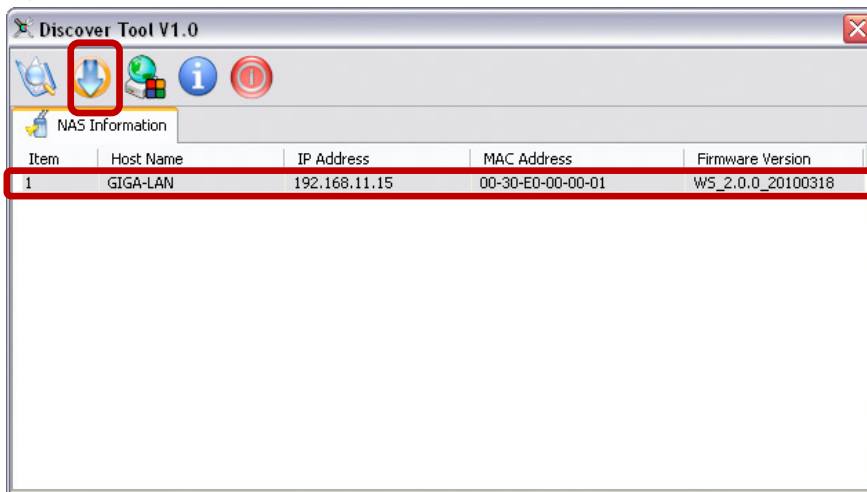 Discover Tool V1.0
NAS Information
Item Host Name IP Address MAC Address Firmware Version
1 GIGA-LAN 192.168.11.15 00-30-E0-00-00-01 WS_2.0.0_20100318